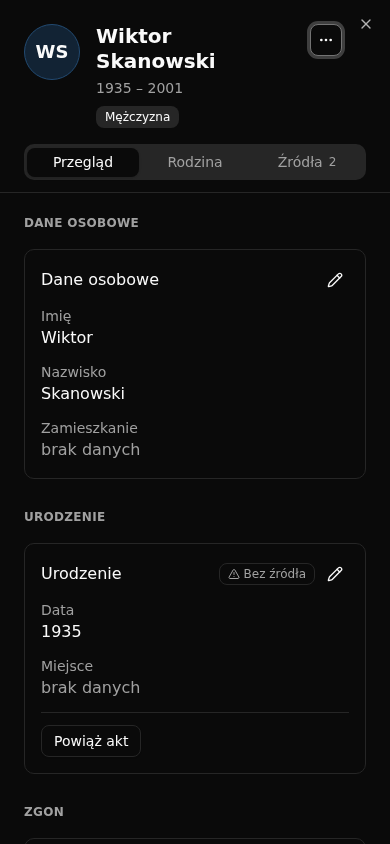 WS
Wiktor
Skanowski
1935 – 2001
Mężczyzna
Przegląd
Rodzina
Źródła 2
DANE OSOBOWE
Dane osobowe
Imię
Wiktor
Nazwisko
Skanowski
Zamieszkanie
brak danych
URODZENIE
Urodzenie
Bez źródła
Data
1935
Miejsce
brak danych
Powiąż akt
ZGON